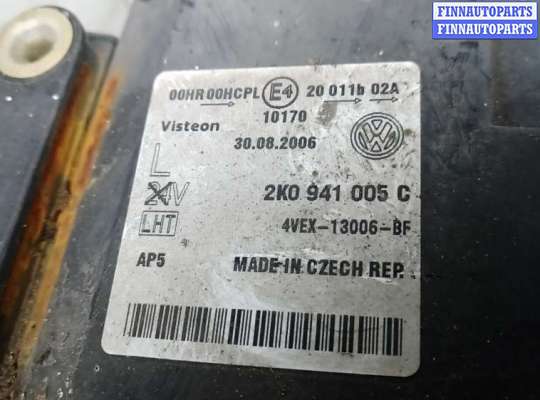 FINNAUTOPARTS
FINNAUTOPARTS
00HR 00HCPL E4 20 011b 02A
10170
Visteon
30.08.2006
L
24V
2K0 941 005 C
LHT
4VEX-13006-BF
AP5
MADE IN CZECH REP.